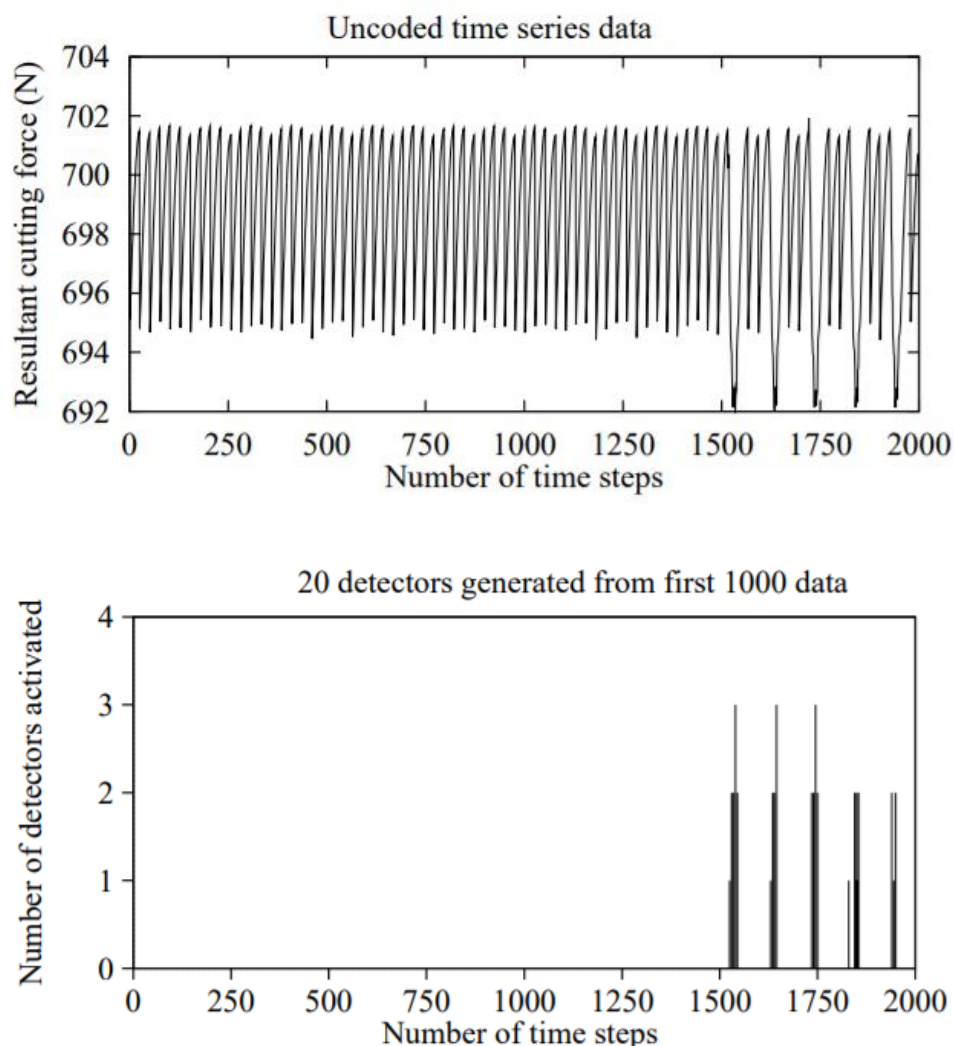 Uncoded time series data
Resultant cutting force (N)
704
702
700
698
696
694
692
0 250 500 750 1000 1250 1500 1750 2000
Number of time steps
20 detectors generated from first 1000 data
Number of detectors activated
4
3
2
1
0
0 250 500 750 1000 1250 1500 1750 2000
Number of time steps